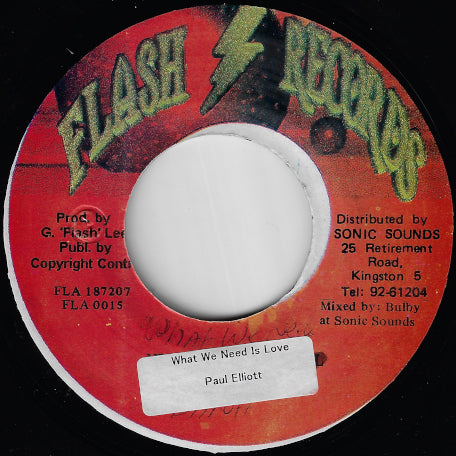 FLASH RECORDS
Prod. by
G. 'Flash' Lee
Publ. by
Copyright Cont
FLA 187207
FLA 0015
Distributed by
SONIC SOUNDS
25 Retirement
Road,
Kingston 5
Tel: 92-61204
Mixed by: Bulby
at Sonic Sounds
What We
What We Need Is Love
Paul Elliott